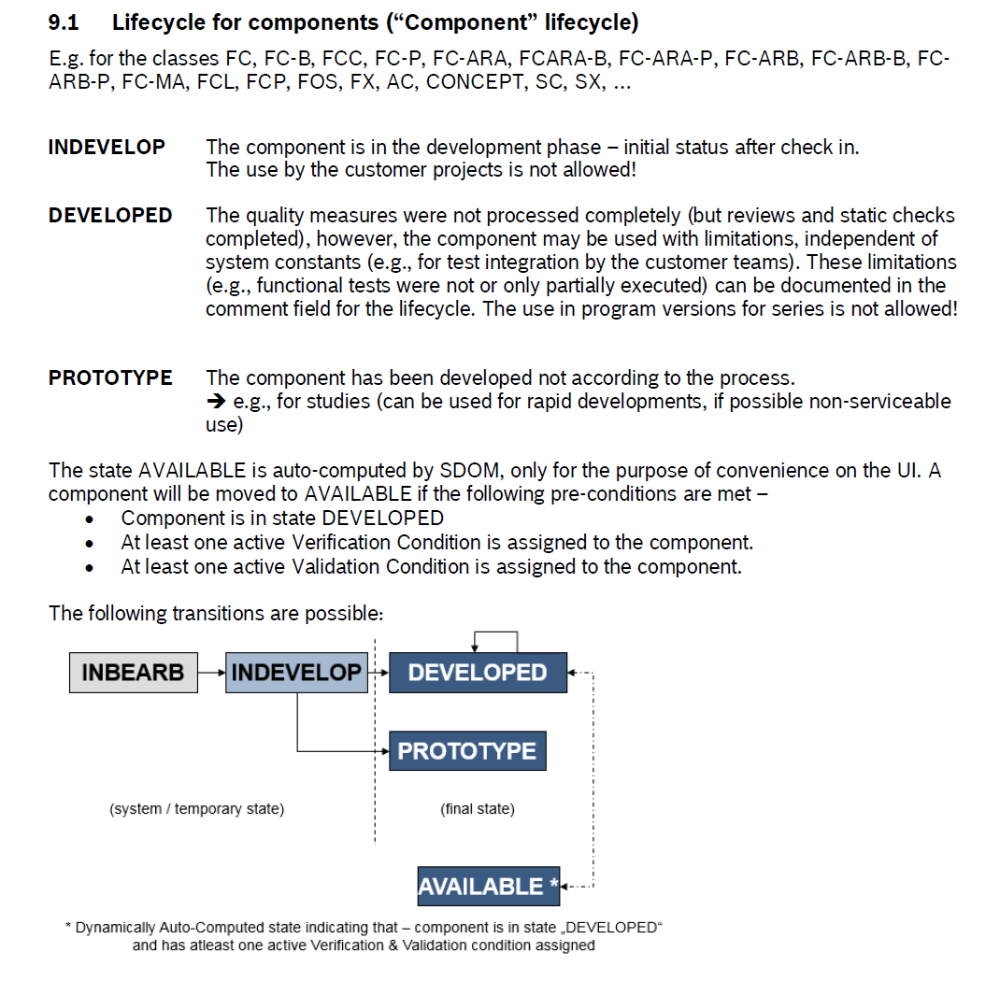 9.1 Lifecycle for components (“Component” lifecycle)
E.g. for the classes FC, FC-B, FCC, FC-P, FC-ARA, FCARA-B, FC-ARA-P, FC-ARB, FC-ARB-B, FC-
ARB-P, FC-MA, FCL, FCP, FOS, FX, AC, CONCEPT, SC, SX, …
INDEVELOP The component is in the development phase – initial status after check in.
The use by the customer projects is not allowed!
DEVELOPED The quality measures were not processed completely (but reviews and static checks
completed), however, the component may be used with limitations, independent of
system constants (e.g., for test integration by the customer teams). These limitations
(e.g., functional tests were not or only partially executed) can be documented in the
comment field for the lifecycle. The use in program versions for series is not allowed!
PROTOTYPE The component has been developed not according to the process.
➔ e.g., for studies (can be used for rapid developments, if possible non-serviceable
use)
The state AVAILABLE is auto-computed by SDOM, only for the purpose of convenience on the UI. A
component will be moved to AVAILABLE if the following pre-conditions are met –
• Component is in state DEVELOPED
• At least one active Verification Condition is assigned to the component.
• At least one active Validation Condition is assigned to the component.
The following transitions are possible:
INBEARB INDEVELOP DEVELOPED
PROTOTYPE
(system / temporary state) (final state)
AVAILABLE *
* Dynamically Auto-Computed state indicating that – component is in state „DEVELOPED“
and has atleast one active Verification & Validation condition assigned